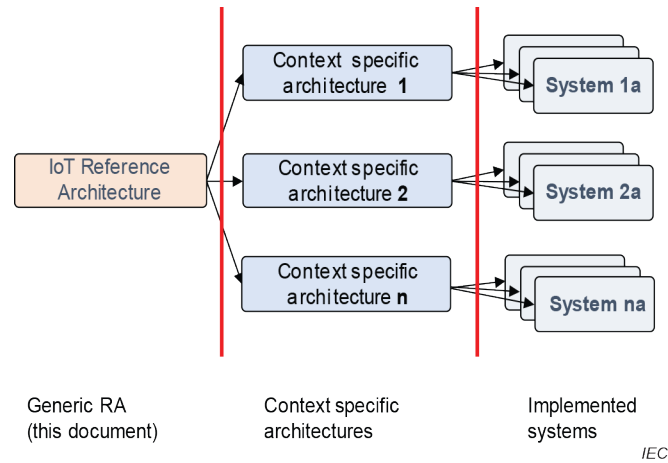 Context specific
architecture 1
System 1a
IoT Reference
Architecture
Context specific
architecture 2
System 2a
Context specific
architecture n
System na
Generic RA
(this document)
Context specific
architectures
Implemented
systems
IEC